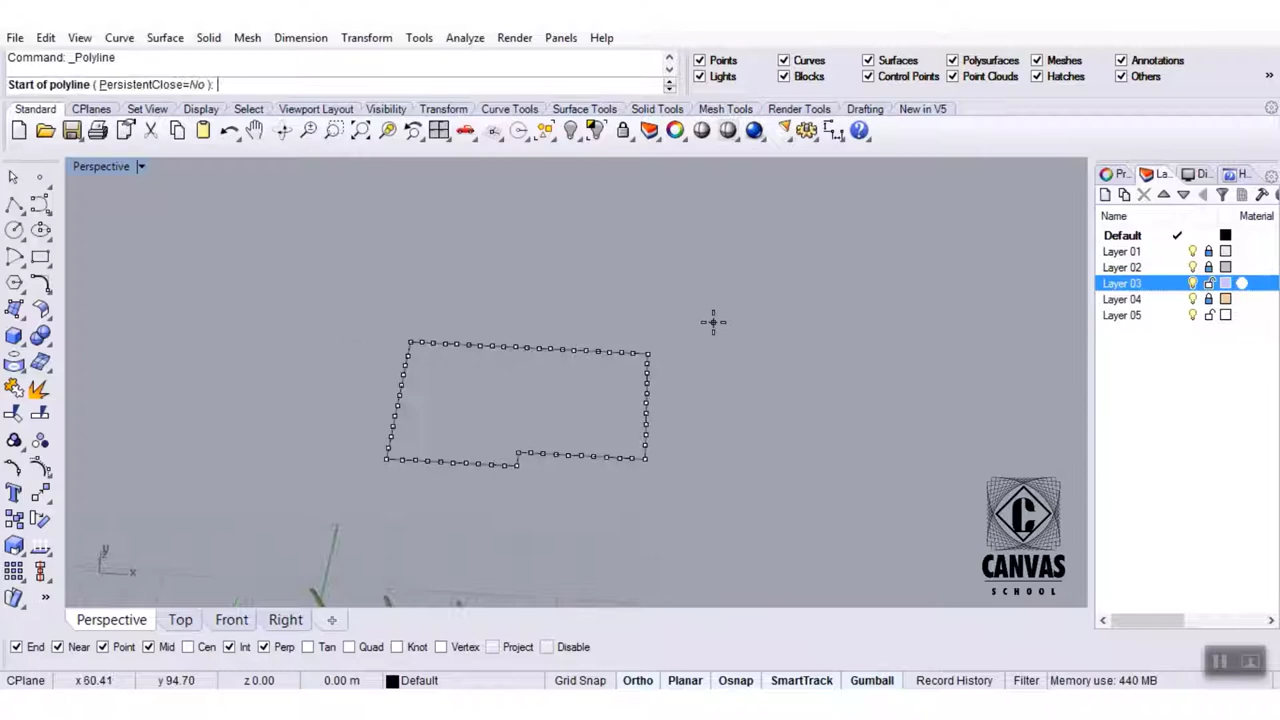 File Edit View Curve Surface Solid Mesh Dimension Transform Tools Analyze Render Panels Help
Command: _Polyline
Start of polyline ( PersistentClose=No ):
Points Curves Surfaces Polysurfaces Meshes Annotations
Lights Blocks Control Points Point Clouds Hatches Others
Standard CPlanes Set View Display Select Viewport Layout Visibility Transform Curve Tools Surface Tools Solid Tools Mesh Tools Render Tools Drafting New in V5
Perspective
Pr.. La.. Di.. H..
Name Material
Default
Layer 01
Layer 02
Layer 03
Layer 04
Layer 05
y
x
C
CANVAS
SCHOOL
Perspective Top Front Right
End Near Point Mid Cen Int Perp Tan Quad Knot Vertex Project Disable
CPlane x 60.41 y 94.70 z 0.00 0.00 m Default Grid Snap Ortho Planar Osnap SmartTrack Gumball Record History Filter Memory use: 440 MB